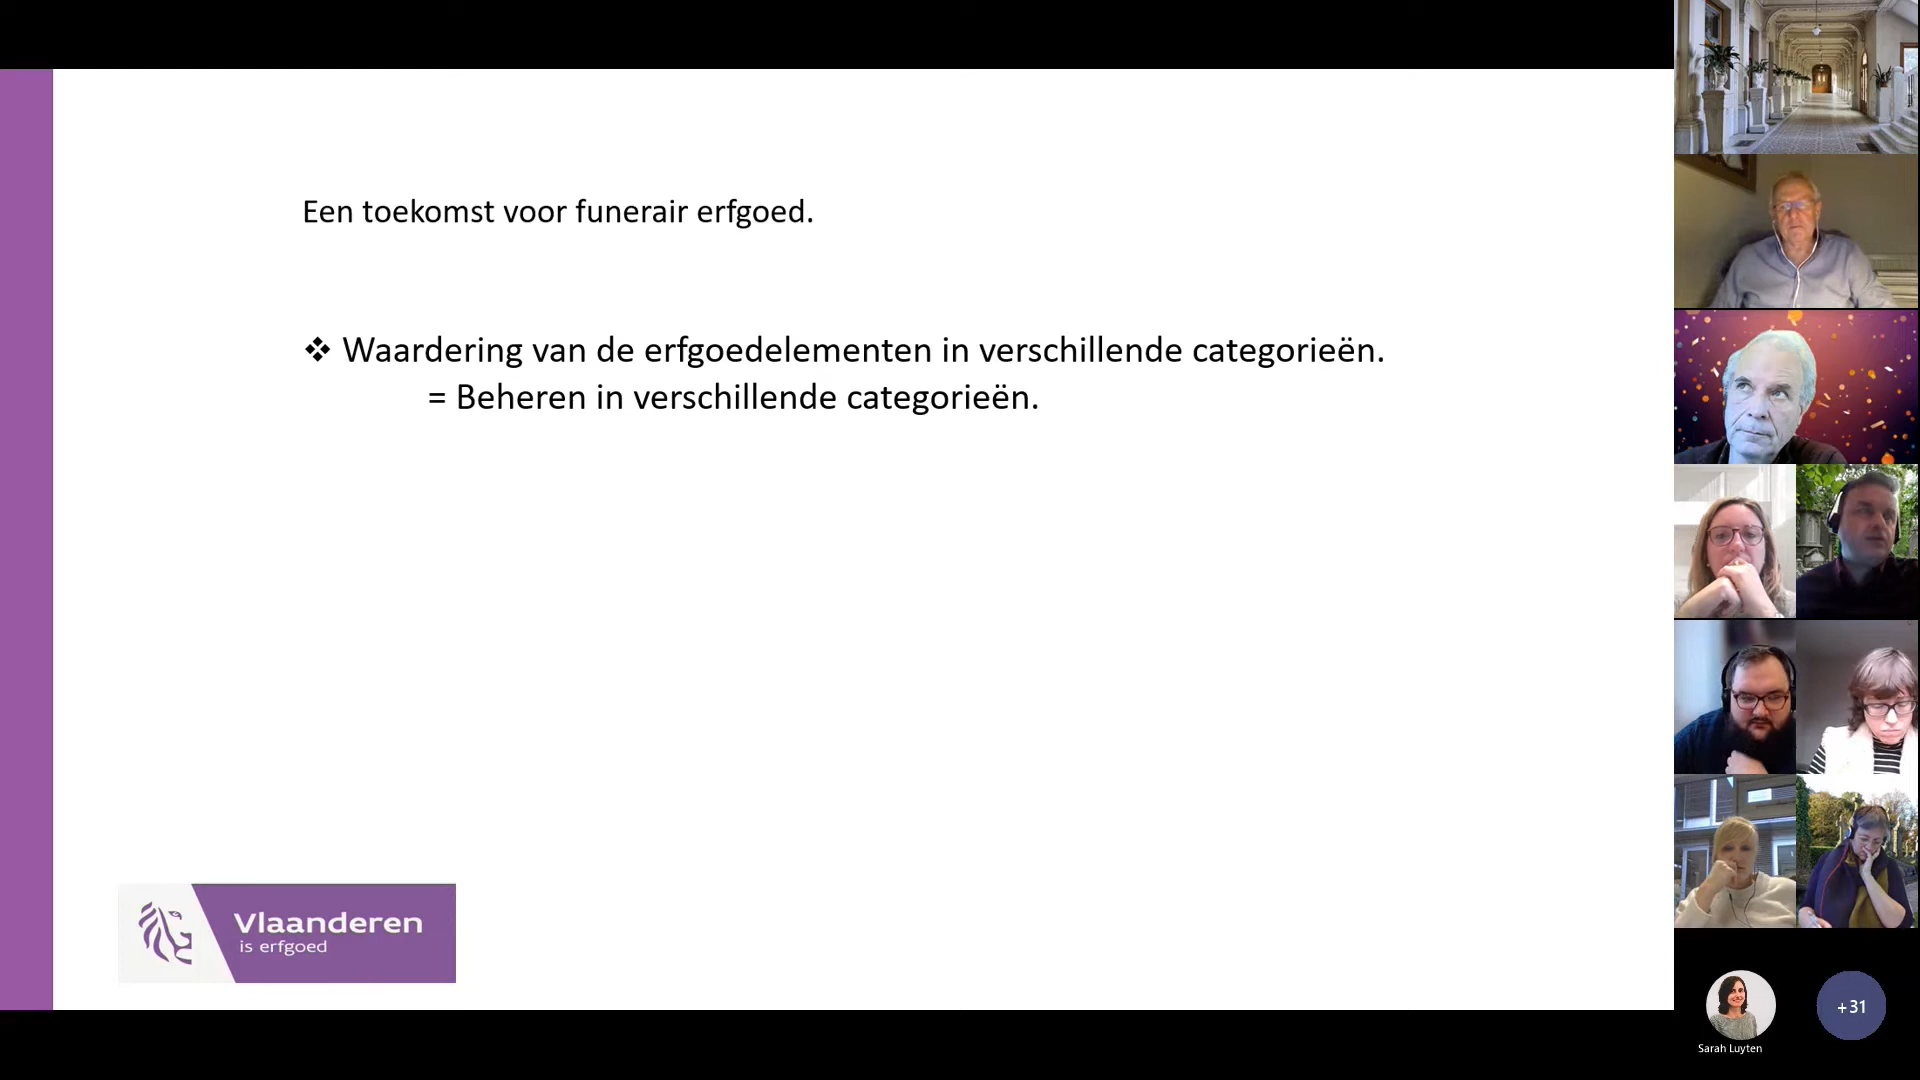 Een toekomst voor funerair erfgoed.
❖ Waardering van de erfgoedelementen in verschillende categorieën.
= Beheren in verschillende categorieën.
Vlaanderen
is erfgoed
+31
Sarah Luyten